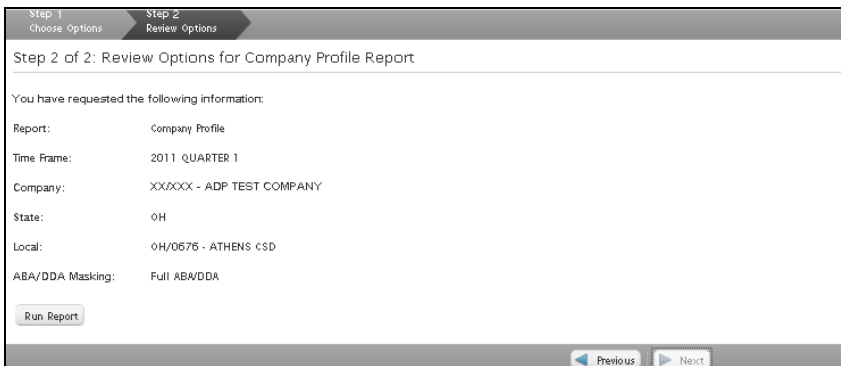 Step 1
Choose Options
Step 2
Review Options
Step 2 of 2: Review Options for Company Profile Report
You have requested the following information:
Report: Company Profile
Time Frame: 2011 QUARTER 1
Company: XX/XXX - ADP TEST COMPANY
State: OH
Local: OH/0676 - ATHENS CSD
ABA/DDA Masking: Full ABA/DDA
Run Report
Previous Next